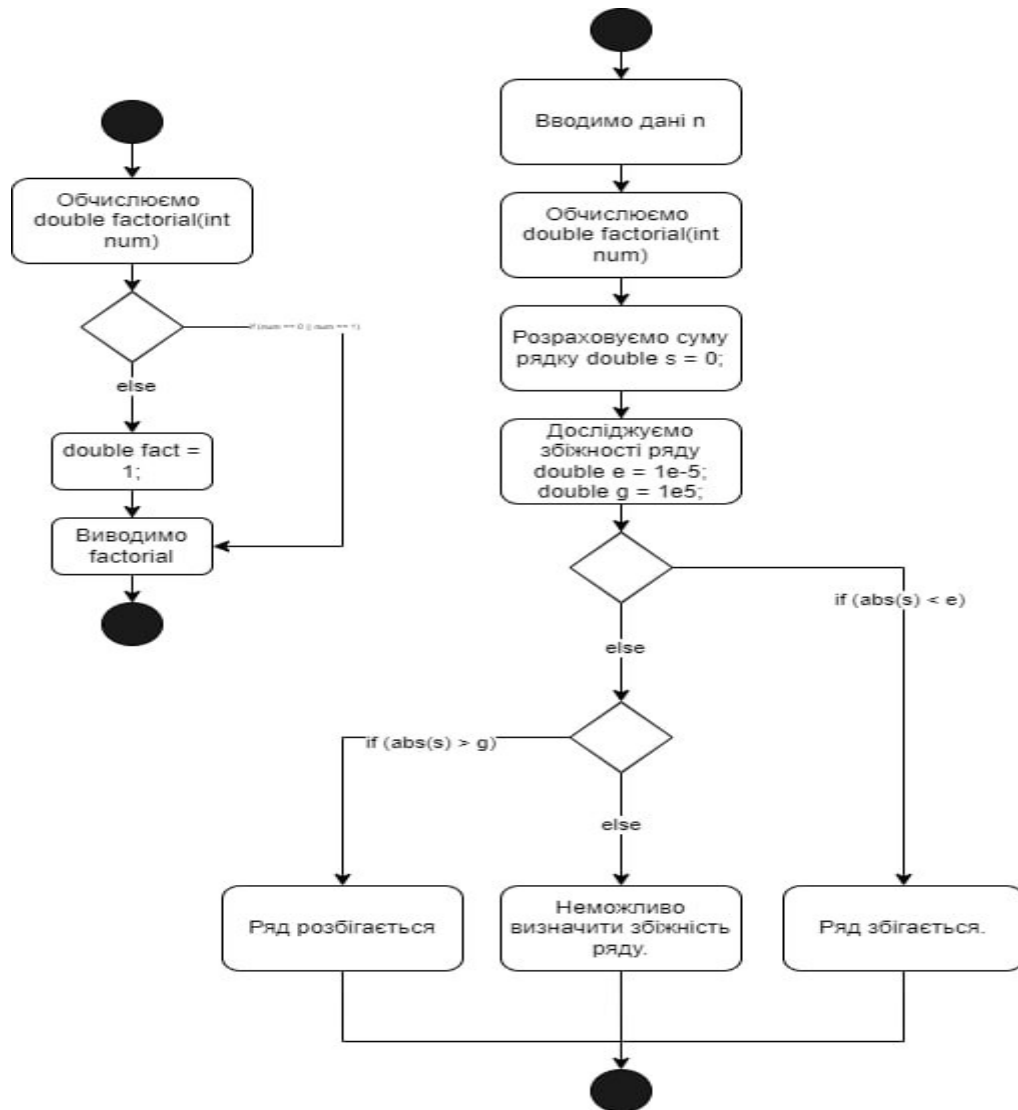 Обчислюємо
double factorial(int
num)
if (num == 0 || num == 1)
else
double fact =
1;
Виводимо
factorial
Вводимо дані n
Обчислюємо
double factorial(int
num)
Розраховуємо суму
рядку double s = 0;
Досліджуємо
збіжності ряду
double e = 1e-5;
double g = 1e5;
if (abs(s) < e)
else
if (abs(s) > g)
else
Ряд розбігається
Неможливо
визначити збіжність
ряду.
Ряд збігається.